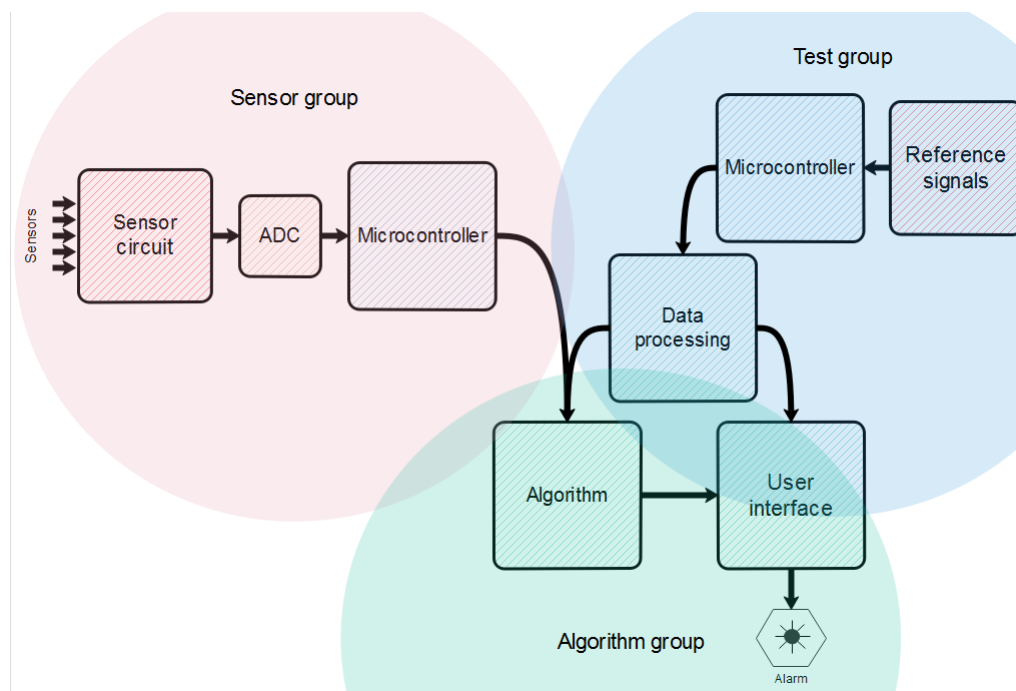 Test group
Sensor group
Microcontroller
Reference
signals
Sensors
Sensor
circuit
ADC
Microcontroller
Data
processing
Algorithm
User
interface
Algorithm group
Alarm